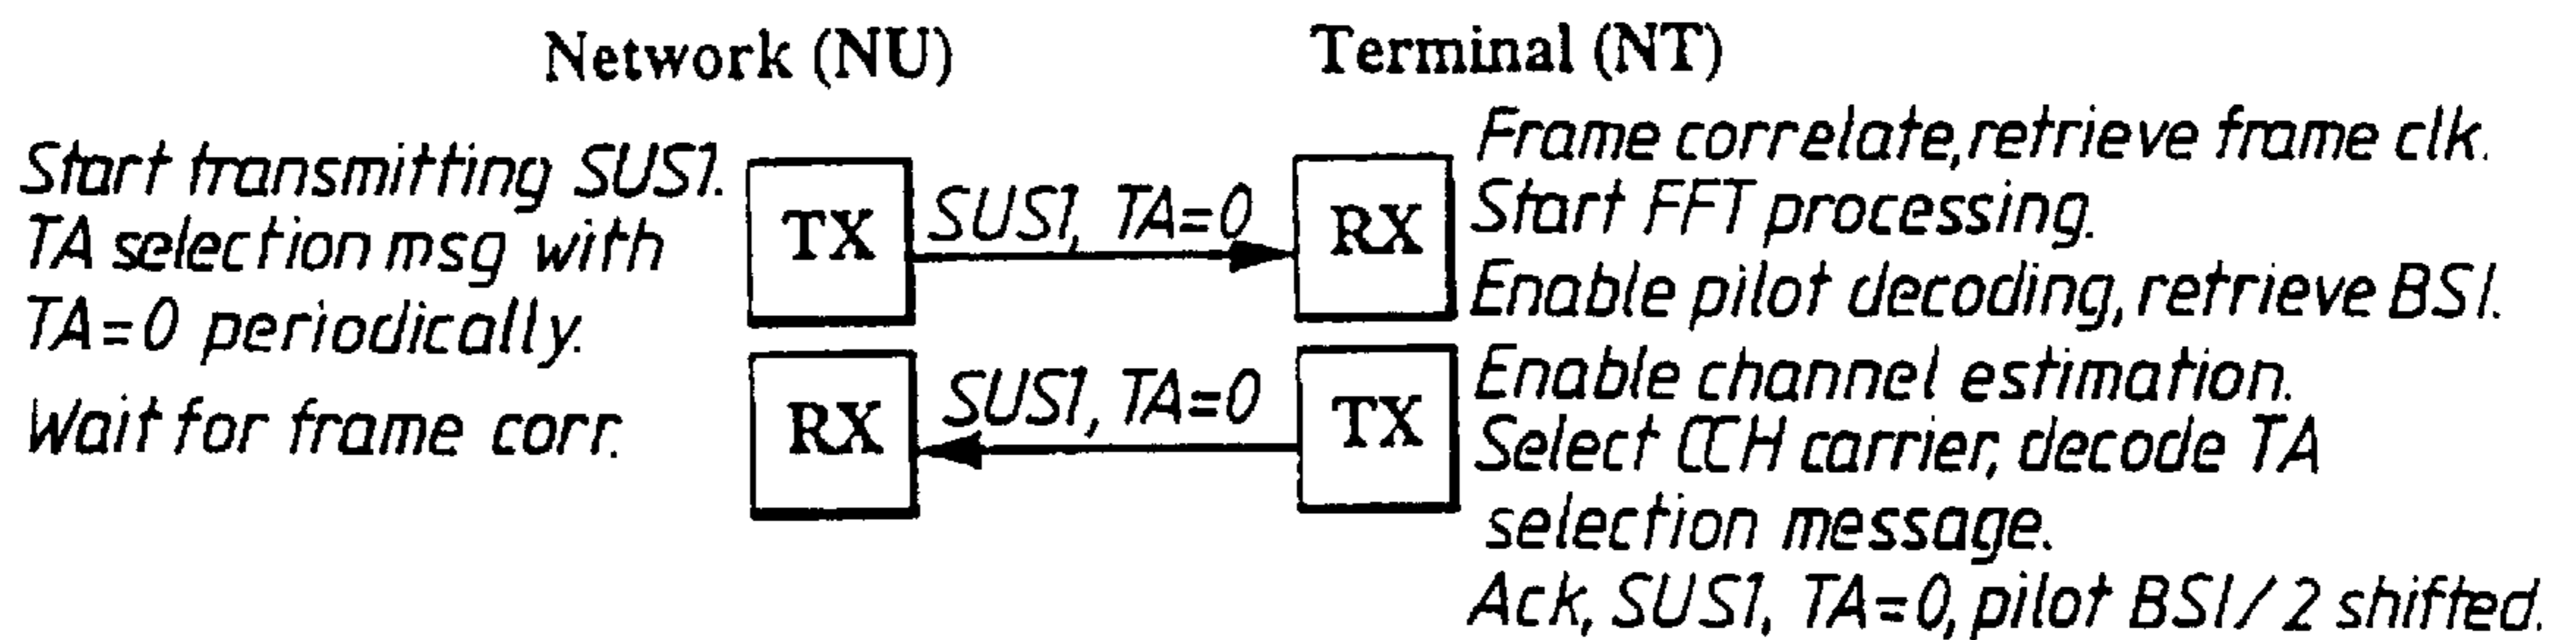 Network (NU)
Terminal (NT)
Start transmitting SUS1.
TA selection msg with
TA=0 periodically.
Wait for frame corr.
TX
SUS1, TA=0
RX
RX
SUS1, TA=0
TX
Frame correlate, retrieve frame clk.
Start FFT processing.
Enable pilot decoding, retrieve BSI.
Enable channel estimation.
Select CCH carrier, decode TA
selection message.
Ack, SUS1, TA=0, pilot BSI/2 shifted.